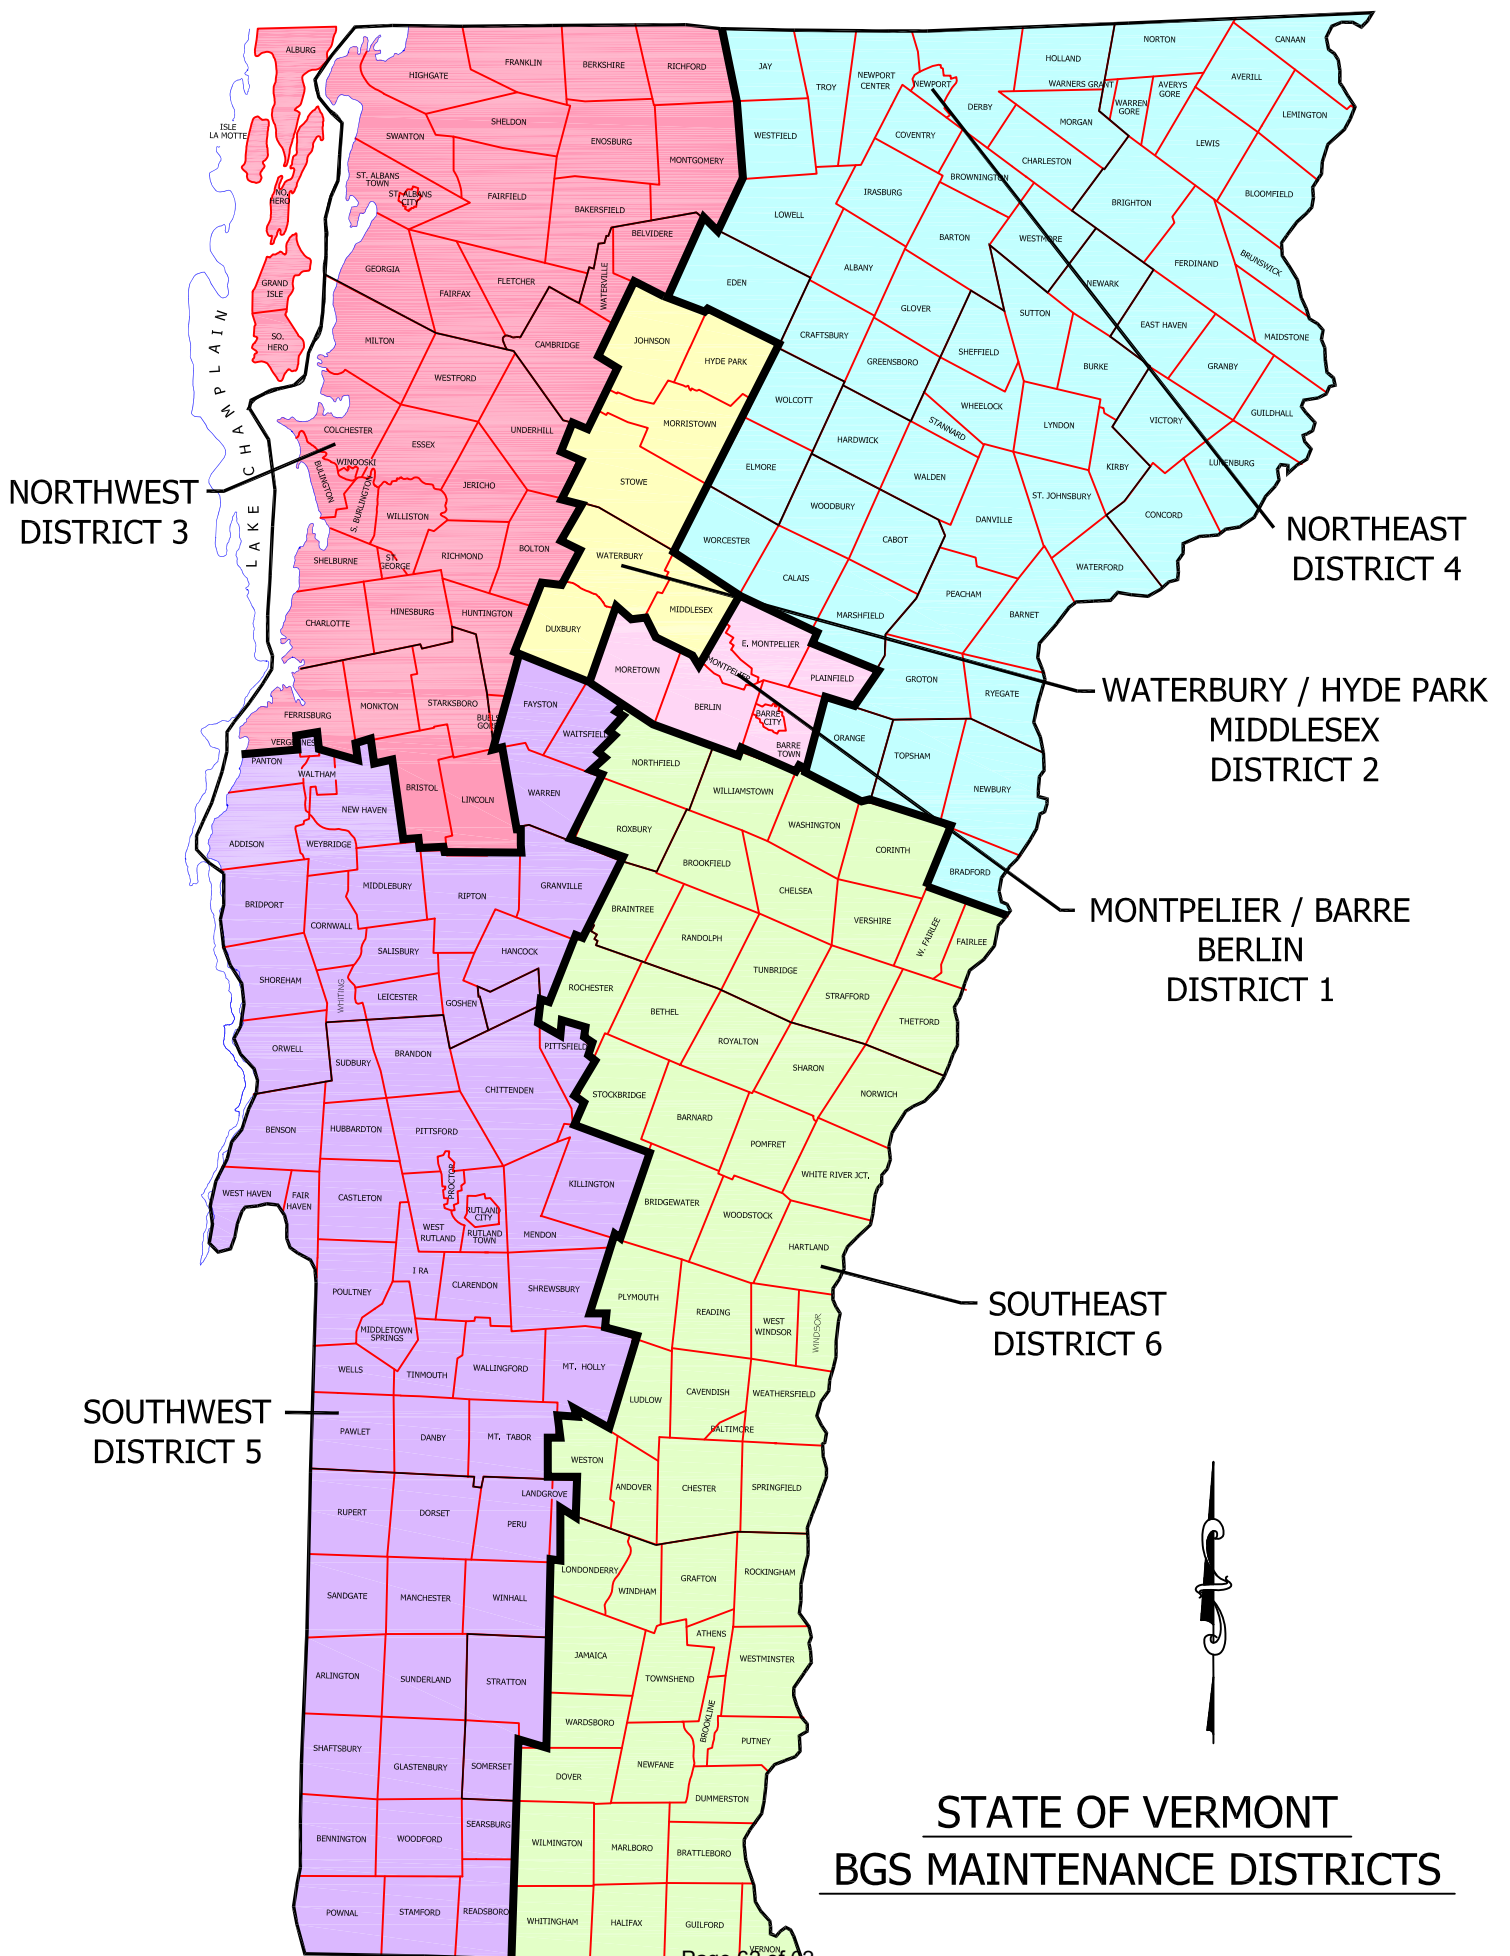 ALBURG
ISLE
LA MOTTE
NO.
HERO
GRAND
ISLE
SO.
HERO
LAKE CHAMPLAIN
HIGHGATE
FRANKLIN
BERKSHIRE
RICHFORD
SWANTON
SHELDON
ENOSBURG
MONTGOMERY
ST. ALBANS
TOWN
ST. ALBANS
CITY
FAIRFIELD
BAKERSFIELD
BELVIDERE
GEORGIA
FAIRFAX
FLETCHER
WATERVILLE
MILTON
CAMBRIDGE
WESTFORD
COLCHESTER
ESSEX
UNDERHILL
WINOOSKI
BULINGTON
S. BURLINGTON
JERICHO
WILLISTON
SHELBURNE
ST.
GEORGE
RICHMOND
BOLTON
CHARLOTTE
HINESBURG
HUNTINGTON
FERRISBURG
MONKTON
STARKSBORO
BUELS
GORE
VERGENNES
BRISTOL
LINCOLN
NORTHWEST
DISTRICT 3
JAY
TROY
NEWPORT
CENTER
NEWPORT
DERBY
HOLLAND
WARNERS GRANT
NORTON
WARREN
GORE
AVERYS
GORE
AVERILL
CANAAN
LEMINGTON
WESTFIELD
COVENTRY
MORGAN
LEWIS
CHARLESTON
BROWNINGTON
IRASBURG
LOWELL
BRIGHTON
BLOOMFIELD
BARTON
WESTMORE
FERDINAND
BRUNSWICK
EDEN
ALBANY
NEWARK
GLOVER
SUTTON
EAST HAVEN
MAIDSTONE
CRAFTSBURY
GREENSBORO
SHEFFIELD
BURKE
GRANBY
WOLCOTT
WHEELOCK
STANNARD
LYNDON
VICTORY
GUILDHALL
HARDWICK
ELMORE
WALDEN
KIRBY
LUNENBURG
WOODBURY
DANVILLE
ST. JOHNSBURY
CONCORD
WORCESTER
CABOT
CALAIS
WATERFORD
PEACHAM
BARNET
MARSHFIELD
GROTON
RYEGATE
ORANGE
TOPSHAM
NEWBURY
BRADFORD
NORTHEAST
DISTRICT 4
JOHNSON
HYDE PARK
MORRISTOWN
STOWE
WATERBURY
MIDDLESEX
DUXBURY
WATERBURY / HYDE PARK
MIDDLESEX
DISTRICT 2
MORETOWN
E. MONTPELIER
MONTPELIER
PLAINFIELD
BERLIN
BARRE
CITY
BARRE
TOWN
MONTPELIER / BARRE
BERLIN
DISTRICT 1
FAYSTON
WAITSFIELD
WARREN
PANTON
WALTHAM
NEW HAVEN
ADDISON
WEYBRIDGE
MIDDLEBURY
RIPTON
GRANVILLE
BRIDPORT
CORNWALL
SALISBURY
HANCOCK
SHOREHAM
WHITING
LEICESTER
GOSHEN
ORWELL
SUDBURY
BRANDON
PITTSFIELD
CHITTENDEN
BENSON
HUBBARDTON
PITTSFORD
PROCTOR
KILLINGTON
WEST HAVEN
FAIR
HAVEN
CASTLETON
WEST
RUTLAND
RUTLAND
CITY
RUTLAND
TOWN
MENDON
I RA
CLARENDON
SHREWSBURY
POULTNEY
MIDDLETOWN
SPRINGS
WELLS
TINMOUTH
WALLINGFORD
MT. HOLLY
PAWLET
DANBY
MT. TABOR
LANDGROVE
RUPERT
DORSET
PERU
SANDGATE
MANCHESTER
WINHALL
ARLINGTON
SUNDERLAND
STRATTON
SHAFTSBURY
GLASTENBURY
SOMERSET
BENNINGTON
WOODFORD
SEARSBURG
POWNAL
STAMFORD
READSBORO
SOUTHWEST
DISTRICT 5
NORTHFIELD
WILLIAMSTOWN
WASHINGTON
CORINTH
ROXBURY
BROOKFIELD
CHELSEA
VERSHIRE
W. FAIRLEE
FAIRLEE
BRAINTREE
RANDOLPH
TUNBRIDGE
STRAFFORD
THETFORD
ROCHESTER
BETHEL
ROYALTON
SHARON
NORWICH
STOCKBRIDGE
BARNARD
POMFRET
WHITE RIVER JCT.
BRIDGEWATER
WOODSTOCK
HARTLAND
PLYMOUTH
READING
WEST
WINDSOR
WINDSOR
LUDLOW
CAVENDISH
WEATHERSFIELD
BALTIMORE
WESTON
ANDOVER
CHESTER
SPRINGFIELD
LONDONDERRY
WINDHAM
GRAFTON
ROCKINGHAM
JAMAICA
ATHENS
TOWNSHEND
WESTMINSTER
WARDSBORO
BROOKLINE
PUTNEY
DOVER
NEWFANE
DUMMERSTON
WILMINGTON
MARLBORO
BRATTLEBORO
WHITINGHAM
HALIFAX
GUILFORD
VERNON
SOUTHEAST
DISTRICT 6
STATE OF VERMONT
BGS MAINTENANCE DISTRICTS